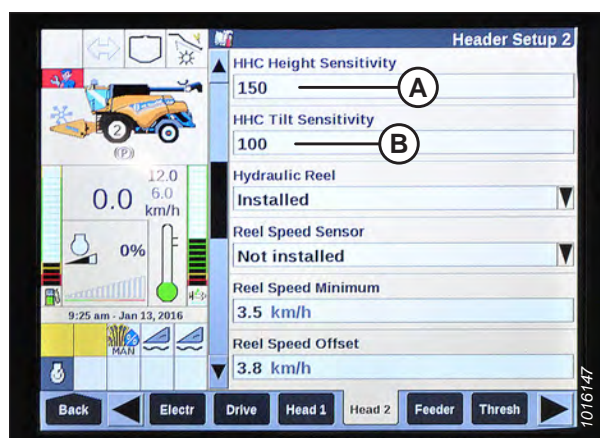 Header Setup 2
HHC Height Sensitivity
150
A
HHC Tilt Sensitivity
100
B
Hydraulic Reel
Installed
Reel Speed Sensor
Not installed
Reel Speed Minimum
3.5 km/h
Reel Speed Offset
3.8 km/h
2
(P)
12.0
0.0 6.0
km/h
0%
9:25 am - Jan 13, 2016
%
MAN
Back Electr Drive Head 1 Head 2 Feeder Thresh
1016147